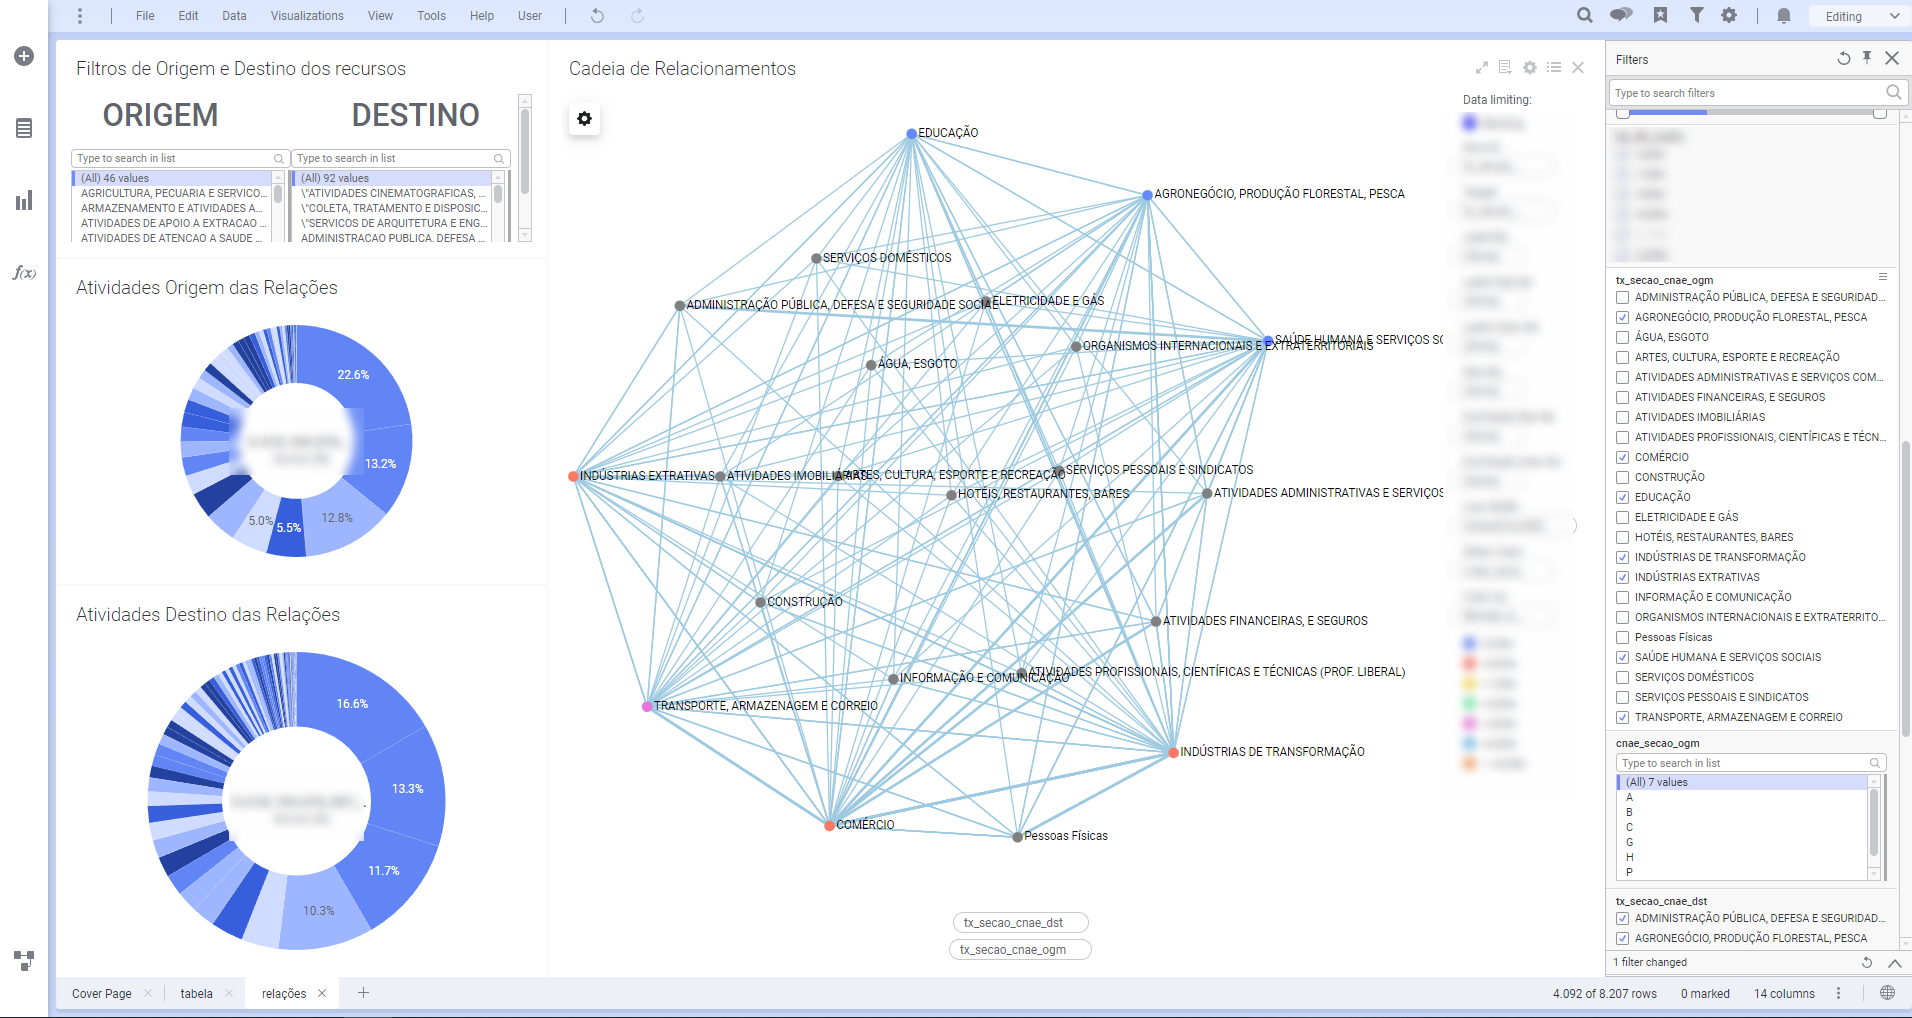 File Edit Data Visualizations View Tools Help User
Editing
Filtros de Origem e Destino dos recursos
ORIGEM DESTINO
Type to search in list Type to search in list
(All) 46 values (All) 92 values
AGRICULTURA, PECUARIA E SERVICO... \"ATIVIDADES CINEMATOGRAFICAS, ...
ARMAZENAMENTO E ATIVIDADES A... \"COLETA, TRATAMENTO E DISPOSIC...
ATIVIDADES DE APOIO A EXTRACAO ... \"SERVICOS DE ARQUITETURA E ENG...
ATIVIDADES DE ATENCAO A SAUDE ... ADMINISTRACAO PUBLICA, DEFESA ...
Atividades Origem das Relações
22.6%
13.2%
12.8%
5.5%
5.0%
Atividades Destino das Relações
16.6%
13.3%
11.7%
10.3%
Cadeia de Relacionamentos
Data limiting:
EDUCAÇÃO
AGRONEGÓCIO, PRODUÇÃO FLORESTAL, PESCA
SERVIÇOS DOMÉSTICOS
ADMINISTRAÇÃO PÚBLICA, DEFESA E SEGURIDADE SOCIAL
ELETRICIDADE E GÁS
SAÚDE HUMANA E SERVIÇOS SO
ORGANISMOS INTERNACIONAIS E EXTRATERRITORIAIS
ÁGUA, ESGOTO
INDÚSTRIAS EXTRATIVAS
ATIVIDADES IMOBILIÁRIAS
ARTES, CULTURA, ESPORTE E RECREAÇÃO
SERVIÇOS PESSOAIS E SINDICATOS
HOTÉIS, RESTAURANTES, BARES
ATIVIDADES ADMINISTRATIVAS E SERVIÇOS
CONSTRUÇÃO
ATIVIDADES FINANCEIRAS, E SEGUROS
ATIVIDADES PROFISSIONAIS, CIENTÍFICAS E TÉCNICAS (PROF. LIBERAL)
INFORMAÇÃO E COMUNICAÇÃO
TRANSPORTE, ARMAZENAGEM E CORREIO
INDÚSTRIAS DE TRANSFORMAÇÃO
COMÉRCIO
Pessoas Físicas
tx_secao_cnae_dst
tx_secao_cnae_ogm
Filters
Type to search filters
tx_secao_cnae_ogm
ADMINISTRAÇÃO PÚBLICA, DEFESA E SEGURIDAD...
AGRONEGÓCIO, PRODUÇÃO FLORESTAL, PESCA
ÁGUA, ESGOTO
ARTES, CULTURA, ESPORTE E RECREAÇÃO
ATIVIDADES ADMINISTRATIVAS E SERVIÇOS COM...
ATIVIDADES FINANCEIRAS, E SEGUROS
ATIVIDADES IMOBILIÁRIAS
ATIVIDADES PROFISSIONAIS, CIENTÍFICAS E TÉCN...
COMÉRCIO
CONSTRUÇÃO
EDUCAÇÃO
ELETRICIDADE E GÁS
HOTÉIS, RESTAURANTES, BARES
INDÚSTRIAS DE TRANSFORMAÇÃO
INDÚSTRIAS EXTRATIVAS
INFORMAÇÃO E COMUNICAÇÃO
ORGANISMOS INTERNACIONAIS E EXTRATERRITO...
Pessoas Físicas
SAÚDE HUMANA E SERVIÇOS SOCIAIS
SERVIÇOS DOMÉSTICOS
SERVIÇOS PESSOAIS E SINDICATOS
TRANSPORTE, ARMAZENAGEM E CORREIO
cnae_secao_ogm
Type to search in list
(All) 7 values
A
B
C
G
H
P
tx_secao_cnae_dst
ADMINISTRAÇÃO PÚBLICA, DEFESA E SEGURIDAD...
AGRONEGÓCIO, PRODUÇÃO FLORESTAL, PESCA
1 filter changed
f(x)
Cover Page tabela relações
4.092 of 8.207 rows 0 marked 14 columns